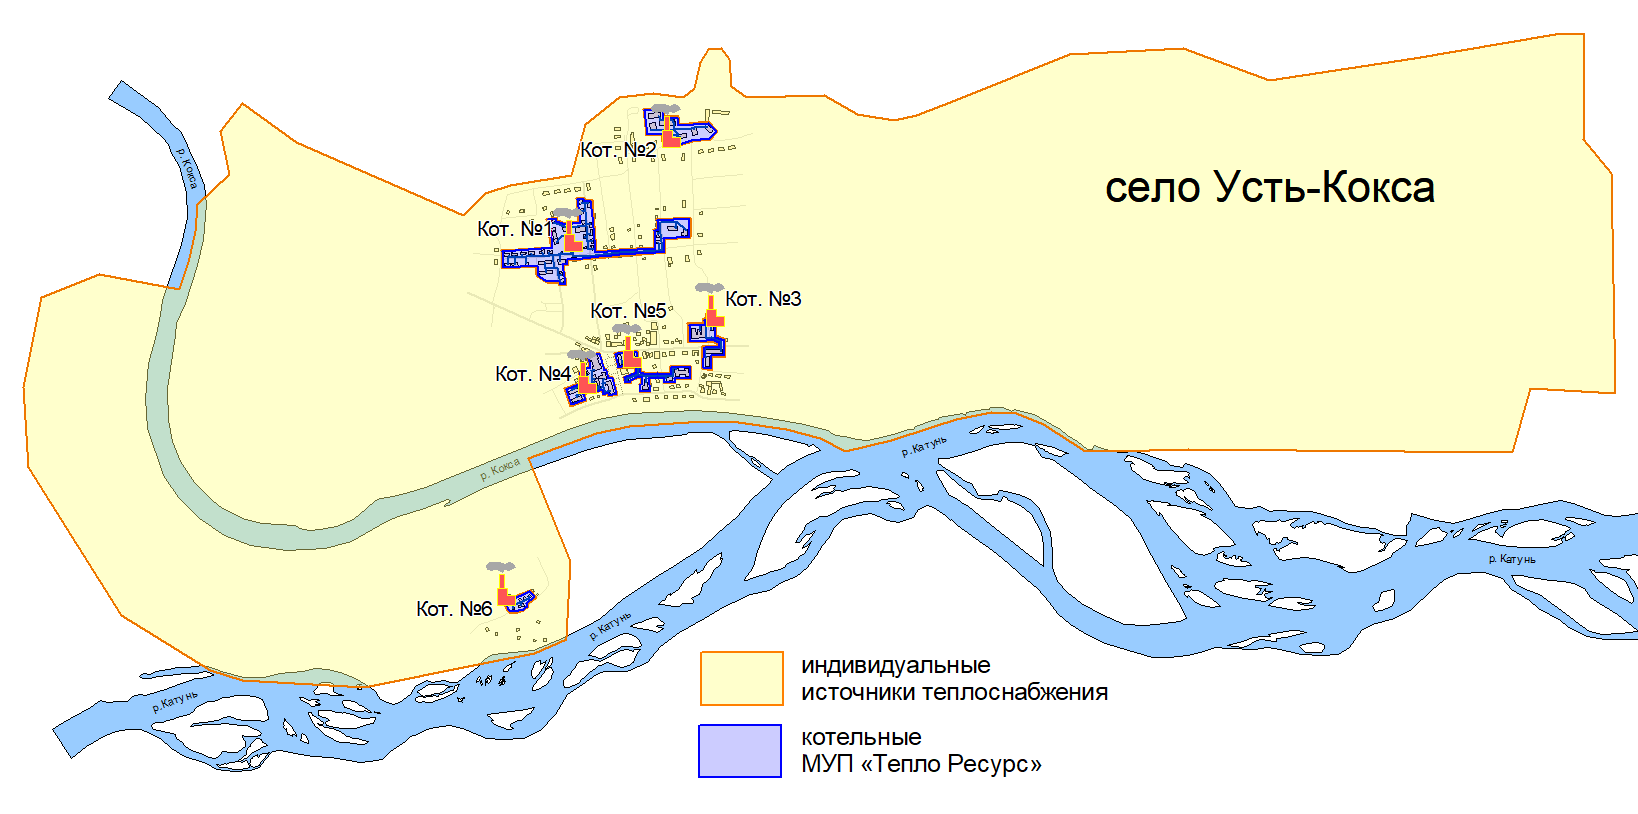 р. Кокса
Кот. №2
село Усть-Кокса
Кот. №1
Кот. №3
Кот. №5
Кот. №4
р. Кокса
р.Катунь
р. Катунь
Кот. №6
р. Катунь
р.Катунь
индивидуальные
источники теплоснабжения
котельные
МУП «Тепло Ресурс»